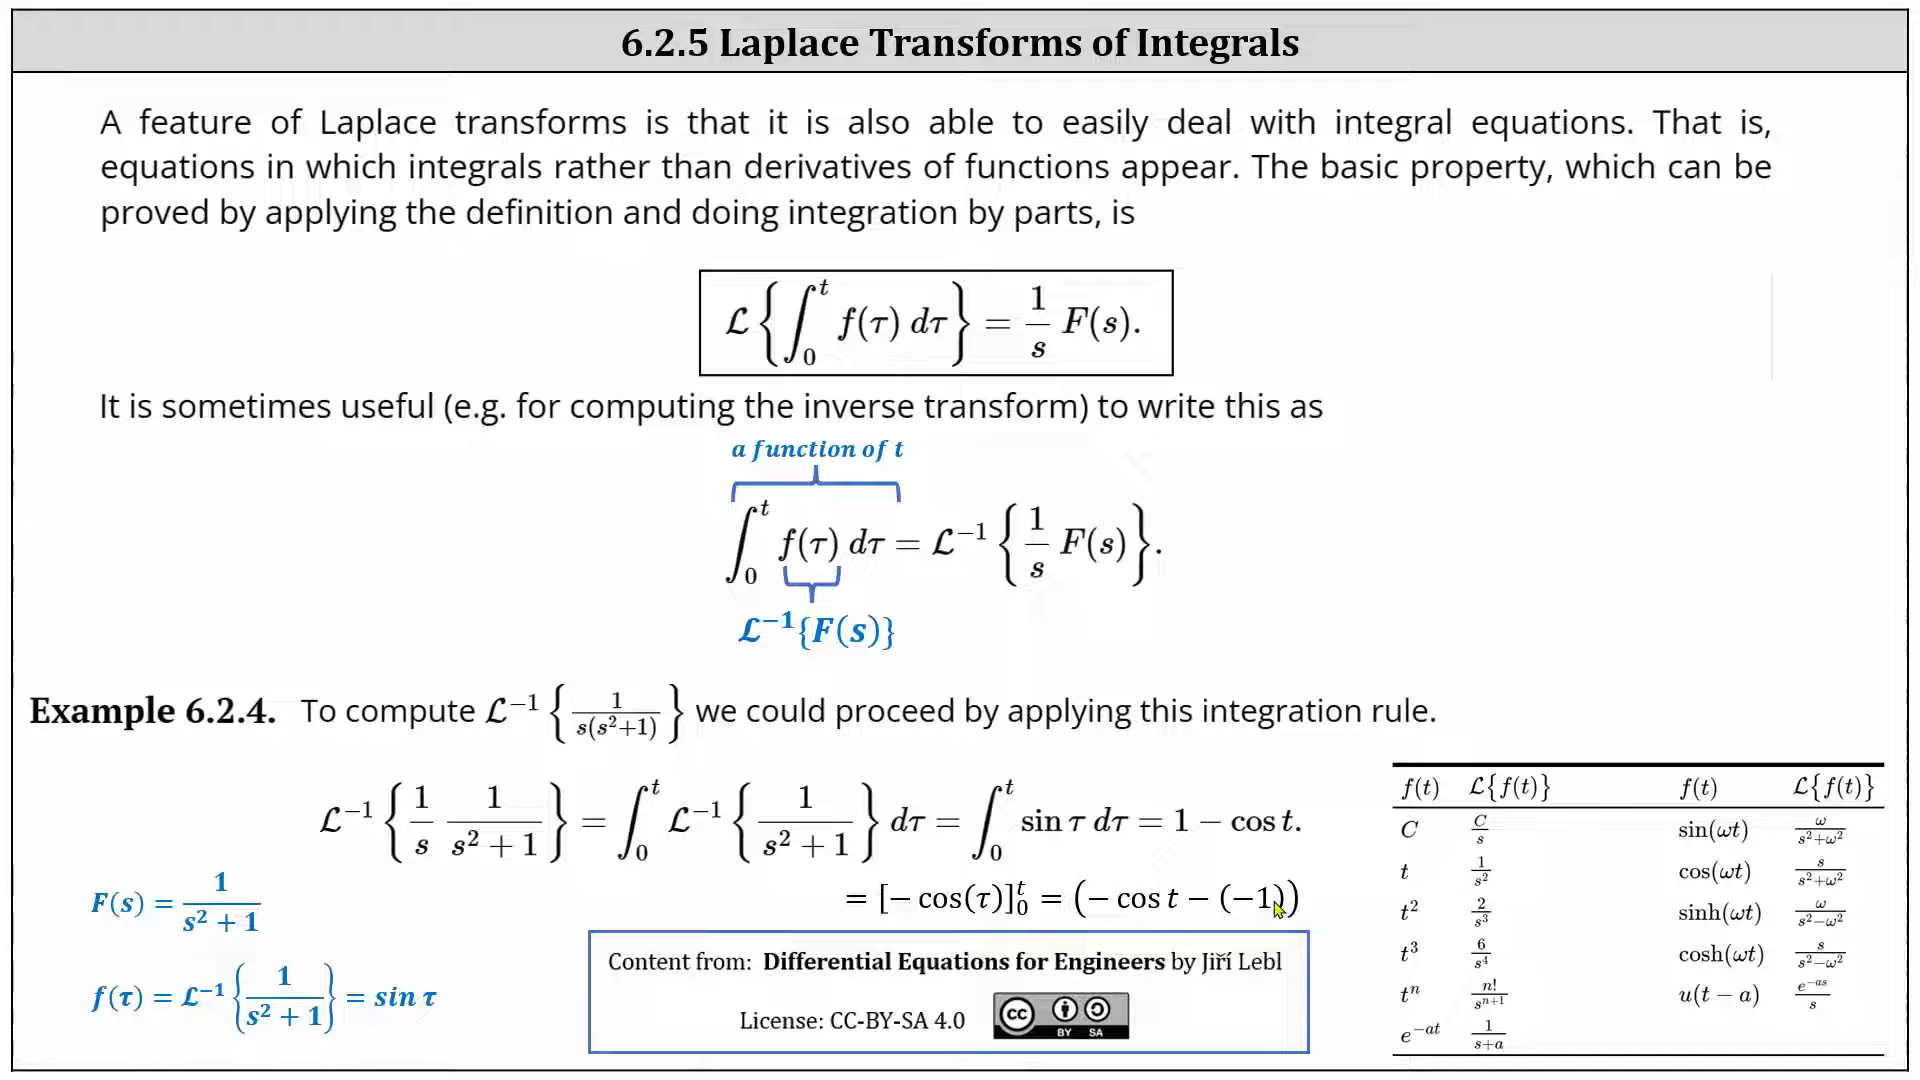 6.2.5 Laplace Transforms of Integrals
A feature of Laplace transforms is that it is also able to easily deal with integral equations. That is,
equations in which integrals rather than derivatives of functions appear. The basic property, which can be
proved by applying the definition and doing integration by parts, is
ℒ{∫₀ᵗ f(τ) dτ} = 1/s F(s).
It is sometimes useful (e.g. for computing the inverse transform) to write this as
a function of t
∫₀ᵗ f(τ) dτ = ℒ⁻¹{1/s F(s)}.
ℒ⁻¹{F(s)}
Example 6.2.4. To compute ℒ⁻¹{1/(s(s²+1))} we could proceed by applying this integration rule.
ℒ⁻¹{1/s 1/(s²+1)} = ∫₀ᵗ ℒ⁻¹{1/(s²+1)} dτ = ∫₀ᵗ sin τ dτ = 1 − cos t.
= [− cos(τ)]₀ᵗ = (− cos t − (−1))
F(s) = 1/(s² + 1)
f(τ) = ℒ⁻¹{1/(s² + 1)} = sin τ
Content from: Differential Equations for Engineers by Jiří Lebl
License: CC-BY-SA 4.0
cc BY SA
f(t) ℒ{f(t)} f(t) ℒ{f(t)}
C C/s sin(ωt) ω/(s²+ω²)
t 1/s² cos(ωt) s/(s²+ω²)
t² 2/s³ sinh(ωt) ω/(s²−ω²)
t³ 6/s⁴ cosh(ωt) s/(s²−ω²)
tⁿ n!/sⁿ⁺¹ u(t − a) e⁻ᵃˢ/s
e⁻ᵃᵗ 1/(s+a)